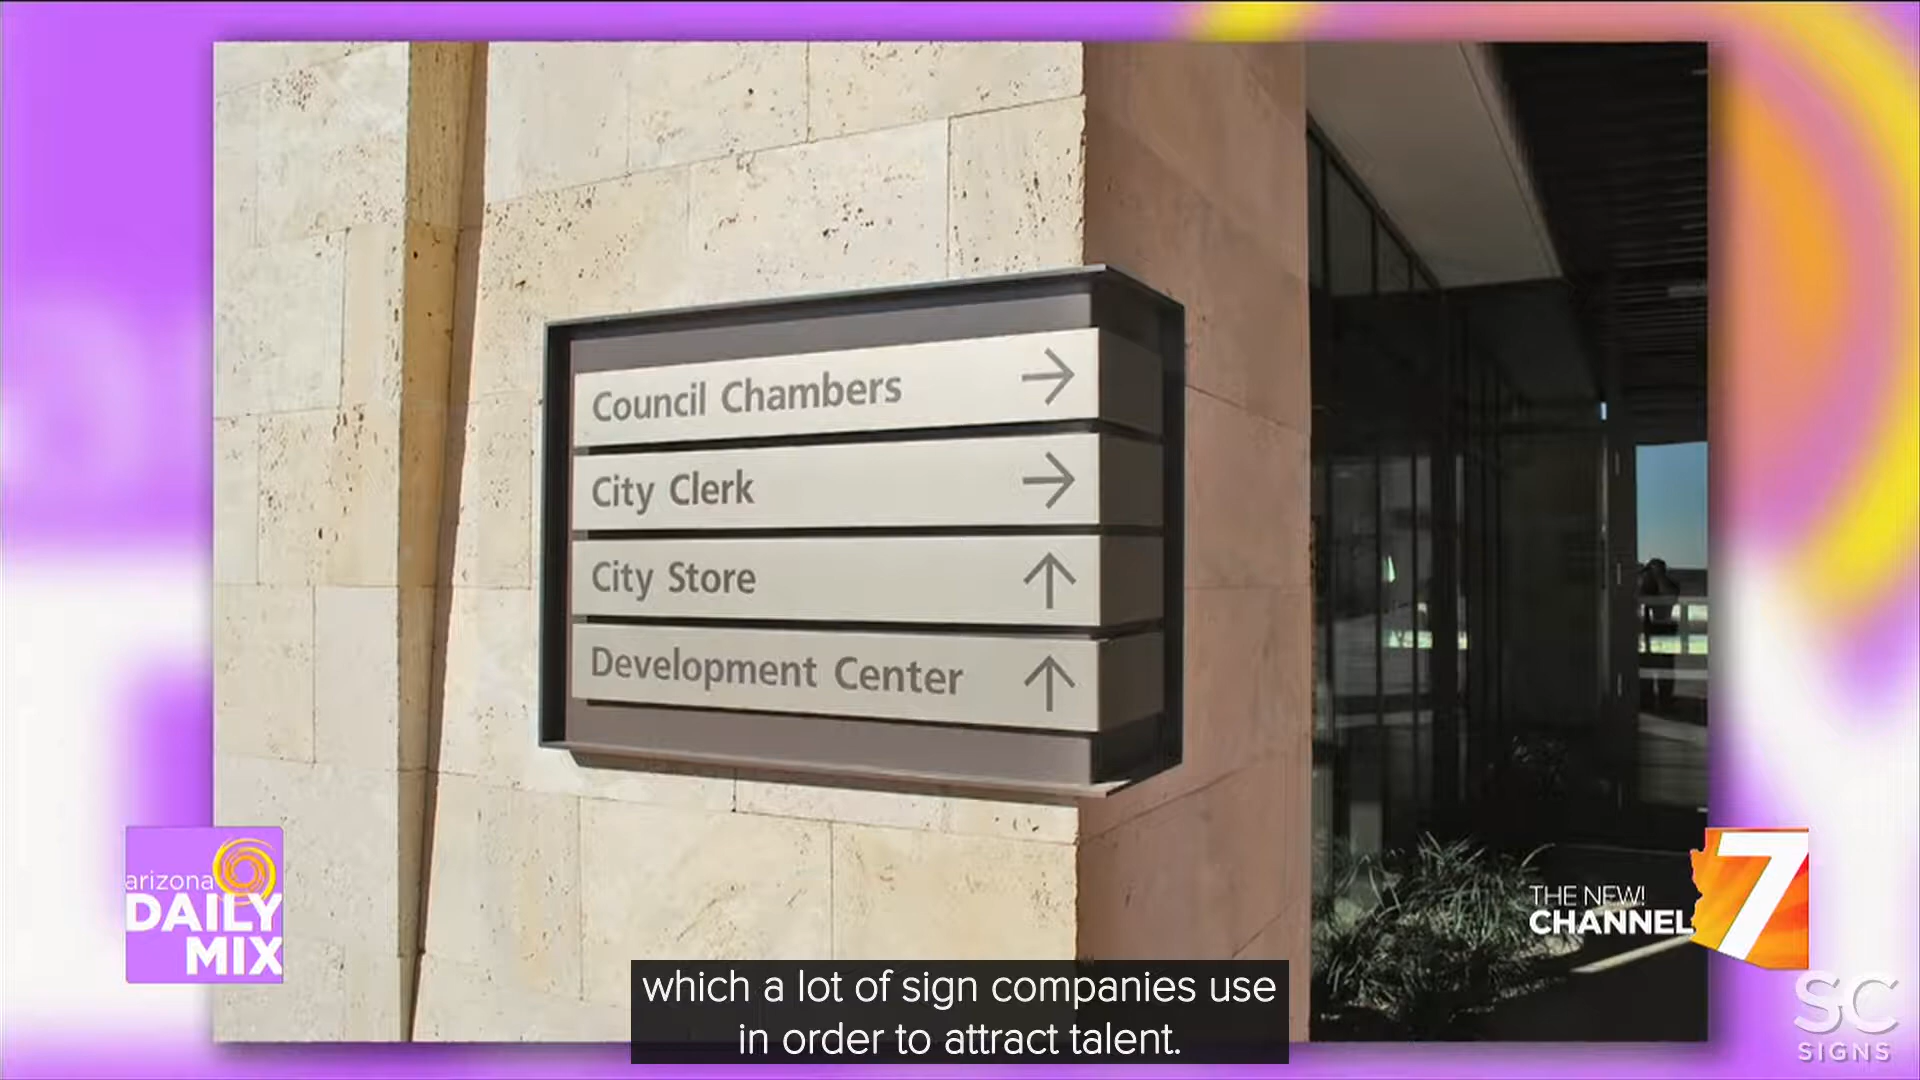 Council Chambers →
City Clerk →
City Store ↑
Development Center ↑
arizona
DAILY
MIX
THE NEW!
CHANNEL 7
which a lot of sign companies use
in order to attract talent.
SC
SIGNS